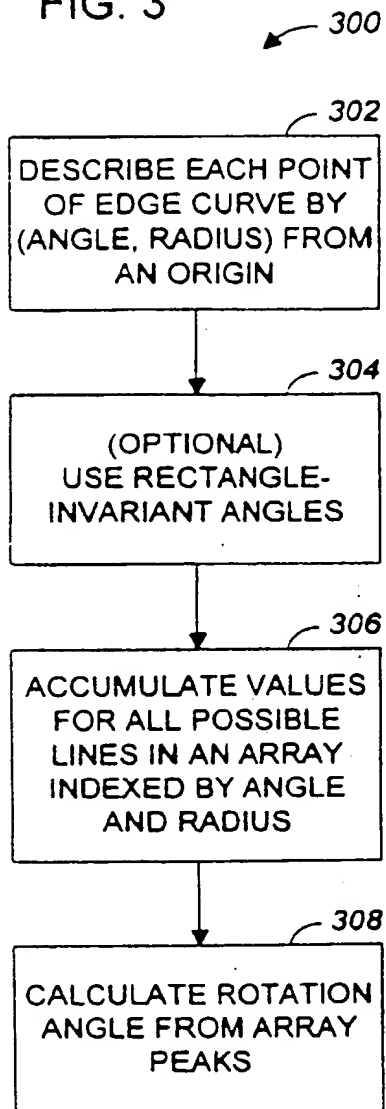 FIG. 3
300
302
DESCRIBE EACH POINT
OF EDGE CURVE BY
(ANGLE, RADIUS) FROM
AN ORIGIN
304
(OPTIONAL)
USE RECTANGLE-
INVARIANT ANGLES
306
ACCUMULATE VALUES
FOR ALL POSSIBLE
LINES IN AN ARRAY
INDEXED BY ANGLE
AND RADIUS
308
CALCULATE ROTATION
ANGLE FROM ARRAY
PEAKS